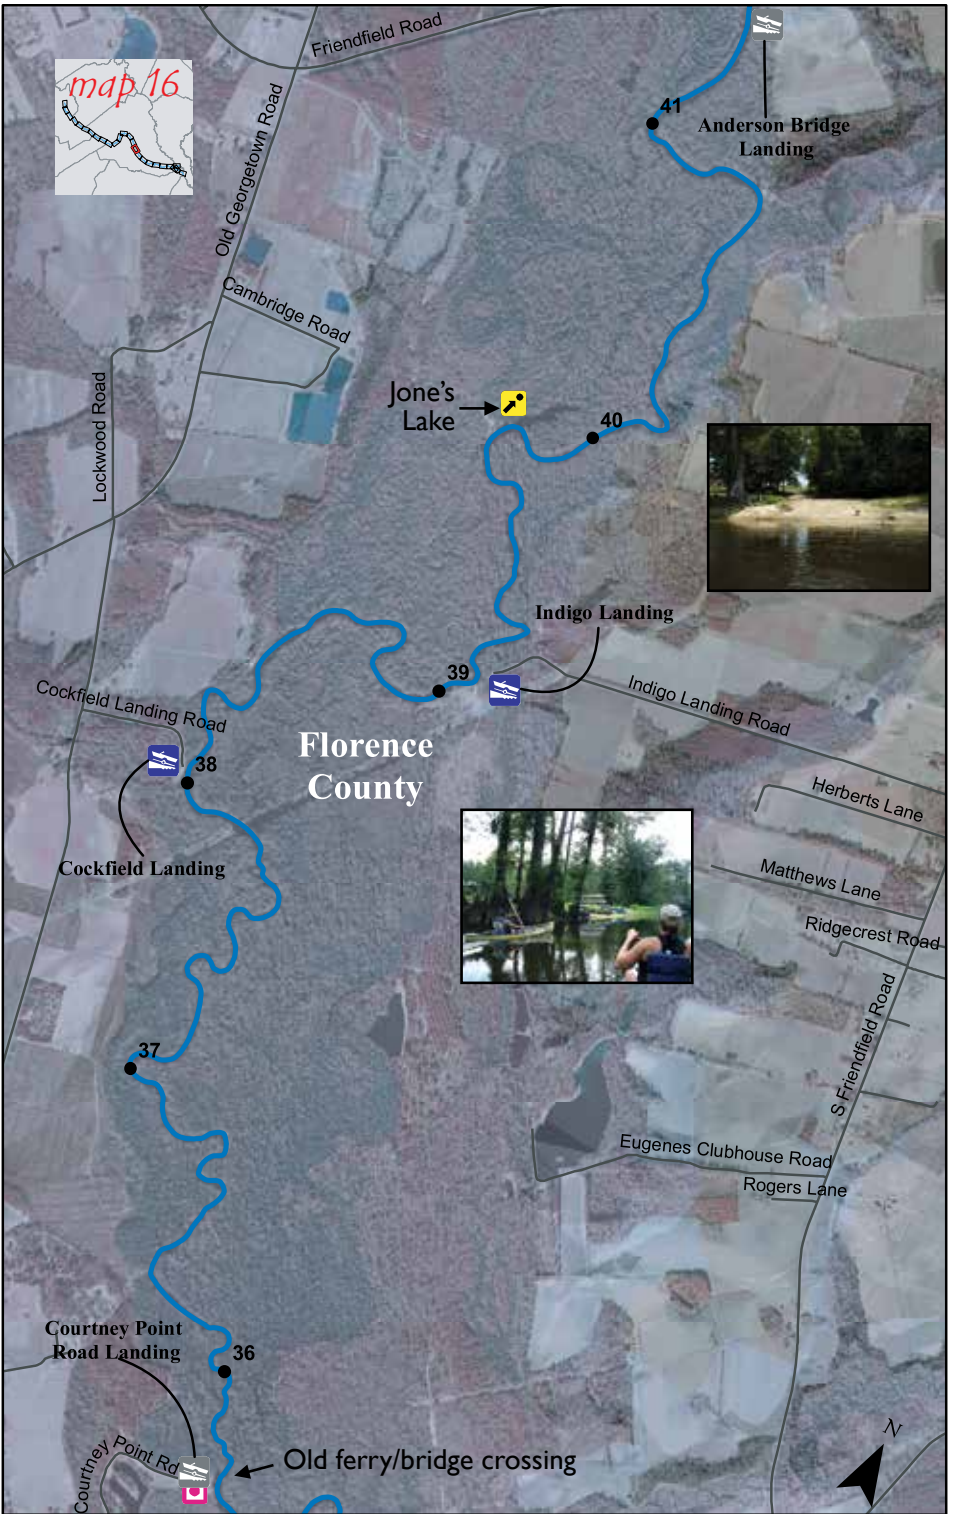 Friendfield Road
map 16
41
Anderson Bridge
Landing
Old Georgetown Road
Cambridge Road
Jone's
Lake
40
Lockwood Road
Indigo Landing
39
Cockfield Landing Road
Indigo Landing Road
Florence
County
38
Herberts Lane
Cockfield Landing
Matthews Lane
Ridgecrest Road
S Friendfield Road
37
Eugenes Clubhouse Road
Rogers Lane
Courtney Point
Road Landing
36
N
Courtney Point Rd
Old ferry/bridge crossing